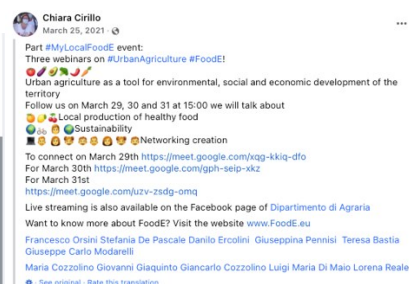 Chiara Cirillo
March 25, 2021 ·
Part #MyLocalFoodE event:
Three webinars on #UrbanAgriculture #FoodE!
Urban agriculture as a tool for environmental, social and economic development of the
territory
Follow us on March 29, 30 and 31 at 15:00 we will talk about
Local production of healthy food
Sustainability
Networking creation
To connect on March 29th https://meet.google.com/xqg-kkiq-dfo
For March 30th https://meet.google.com/gph-seip-xkz
For March 31st
https://meet.google.com/uzv-zsdg-omq
Live streaming is also available on the Facebook page of Dipartimento di Agraria
Want to know more about FoodE? Visit the website www.FoodE.eu
Francesco Orsini Stefania De Pascale Danilo Ercolini Giuseppina Pennisi Teresa Bastia
Giuseppe Carlo Modarelli
Maria Cozzolino Giovanni Giaquinto Giancarlo Cozzolino Luigi Maria Di Maio Lorena Reale
· See original · Rate this translation